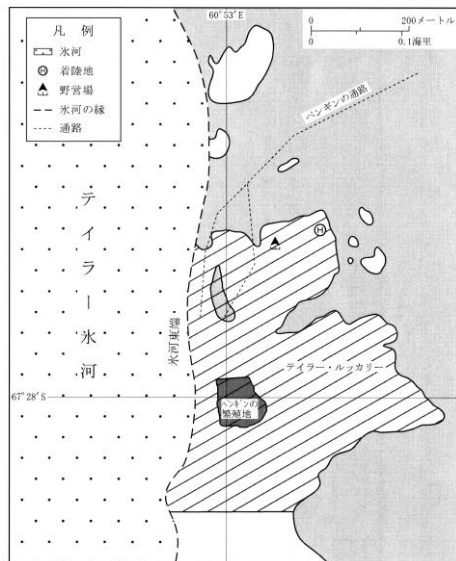 60°53′E
凡 例
氷河
着陸地
野営場
氷河の縁
通路
0 200メートル
0 0.1海里
ペンギンの通路
テイラー氷河
氷河東端
テイラー・ルッカリー
67°28′S
ペンギンの
繁殖地